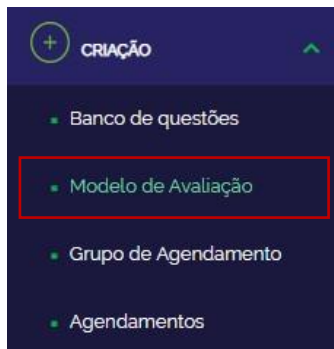 CRIAÇÃO
Banco de questões
Modelo de Avaliação
Grupo de Agendamento
Agendamentos